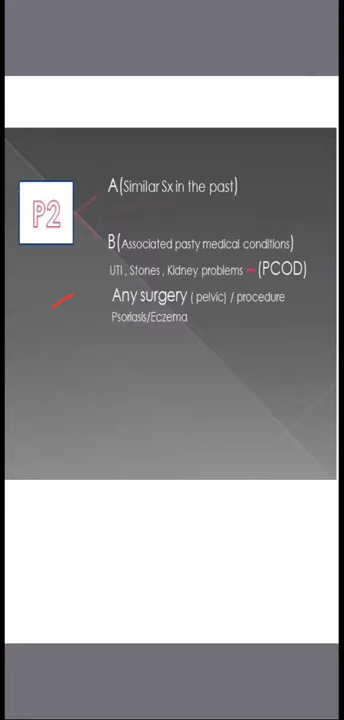 P2
A(Similar Sx in the past)
B(Associated pasty medical conditions)
UTI , Stones , Kidney problems – (PCOD)
Any surgery ( pelvic) / procedure
Psoriasis/Eczema